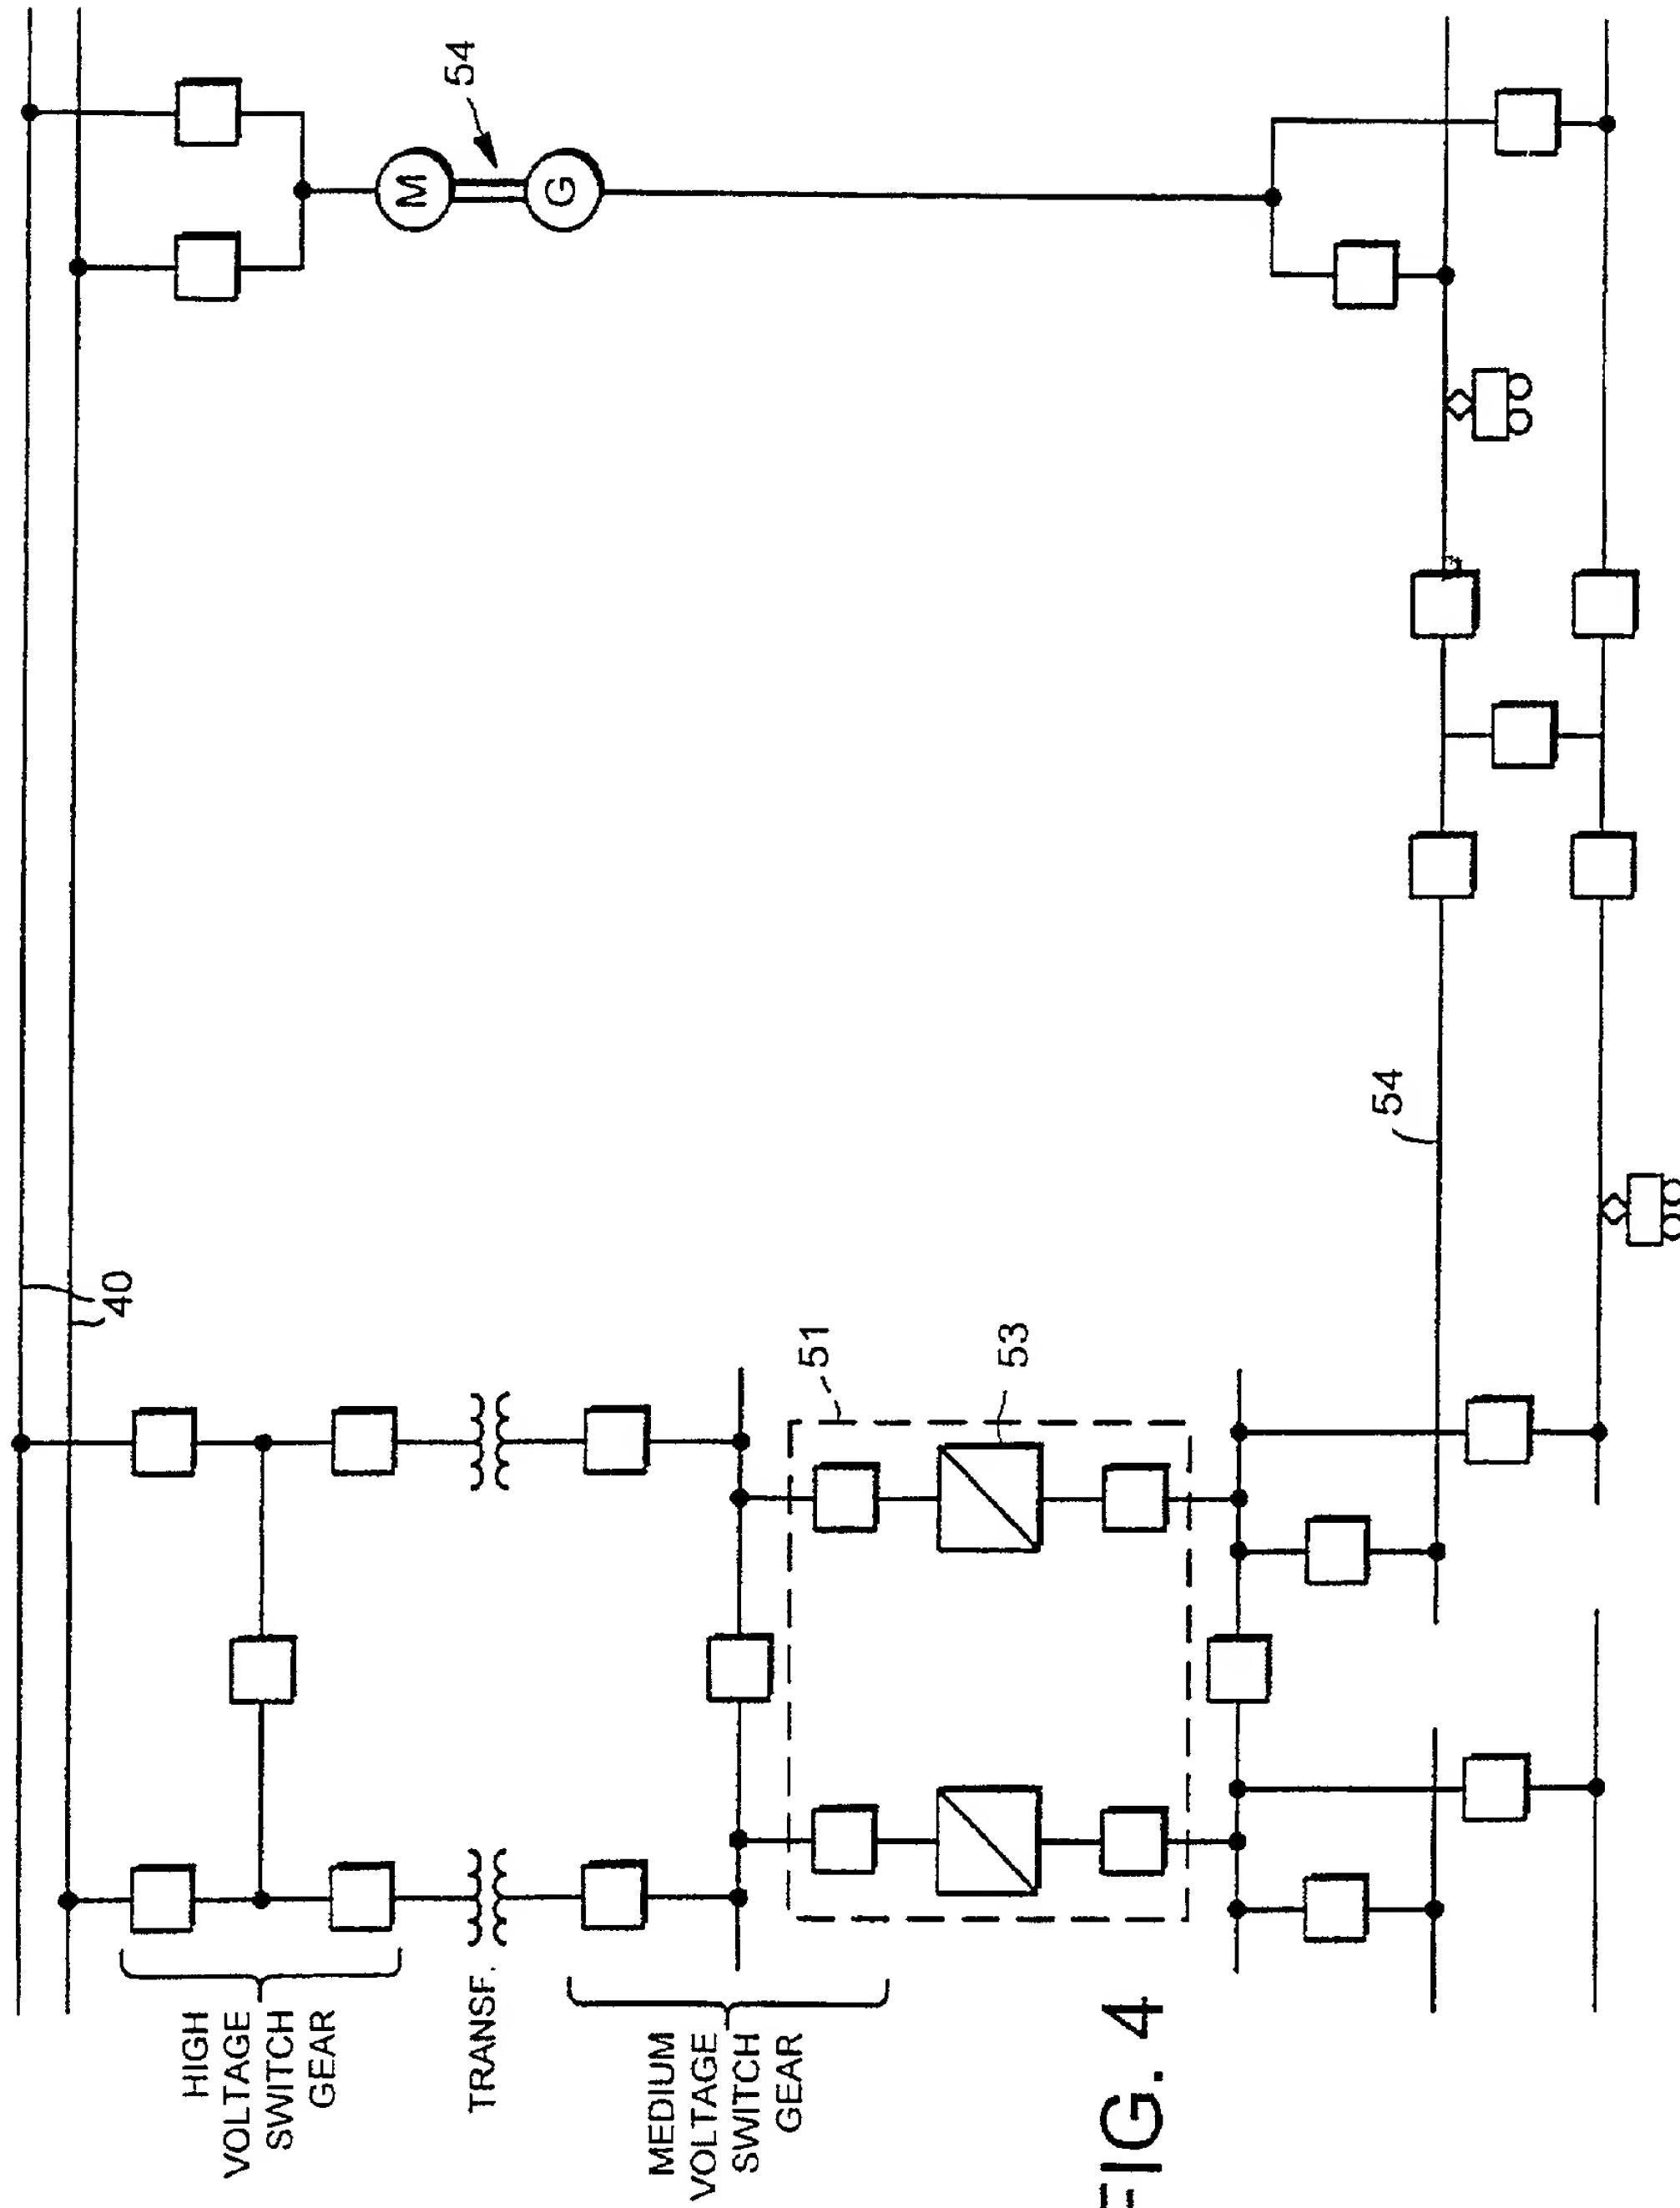 HIGH
VOLTAGE
SWITCH
GEAR
TRANSF.
MEDIUM
VOLTAGE
SWITCH
GEAR
40
51
53
54
M
G
54
FIG. 4